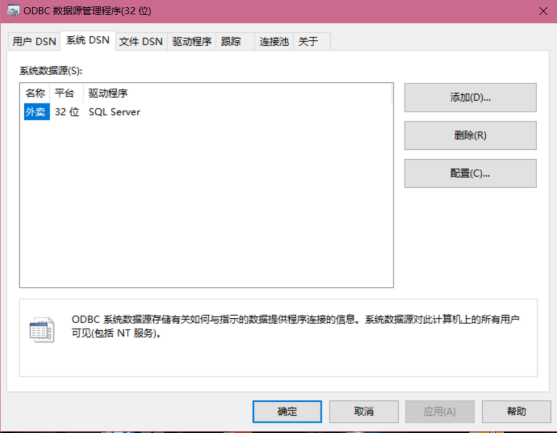 ODBC 数据源管理程序(32 位)
用户 DSN 系统 DSN 文件 DSN 驱动程序 跟踪 连接池 关于
系统数据源(S):
名称 平台 驱动程序
外卖 32 位 SQL Server
添加(D)...
删除(R)
配置(C)...
ODBC 系统数据源存储有关如何与指示的数据提供程序连接的信息。系统数据源对此计算机上的所有用户
可见(包括 NT 服务)。
确定 取消 应用(A) 帮助